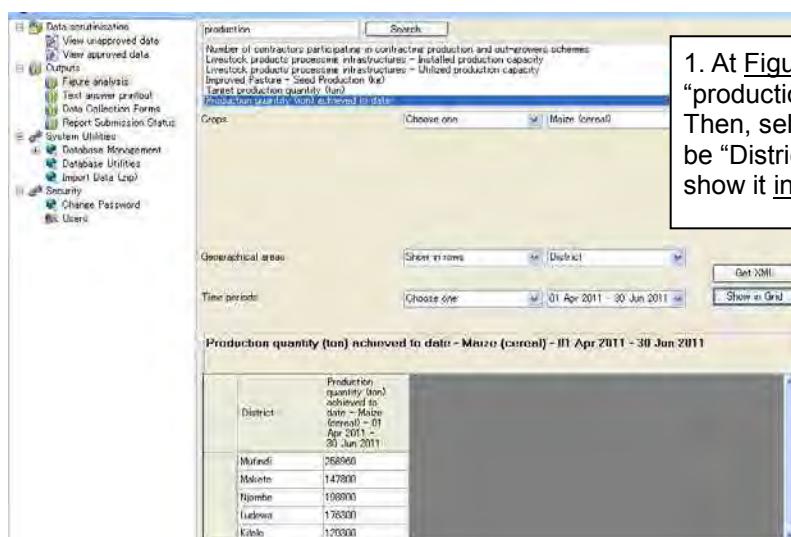 Data scrutinisation
View unapproved data
View approved data
Outputs
Figure analysis
Text answer printout
Data Collection Forms
Report Submission Status
System Utilities
Database Management
Database Utilities
Import Data (zip)
Security
Change Password
Users
production
Search
Number of contractors participating in contracting production and out-growers schemes
Livestock products processing infrastructures - Installed production capacity
Livestock products processing infrastructures - Utilized production capacity
Improved Pasture - Seed Production (kg)
Target production quantity (ton)
Production quantity (ton) achieved to date
Crops
Choose one
Maize (cereal)
Geographical areas
Show in rows
District
Get XML
Time periods
Choose one
01 Apr 2011 - 30 Jun 2011
Show in Grid
1. At Figu
"productio
Then, sel
be "Distri
show it in
Production quantity (ton) achieved to date - Maize (cereal) - 01 Apr 2011 - 30 Jun 2011
District
Production
quantity (ton)
achieved to
date - Maize
(cereal) - 01
Apr 2011 -
30 Jun 2011
Mufindi 268960
Makete 147800
Njombe 198900
Ludewa 176300
Kilolo 120300